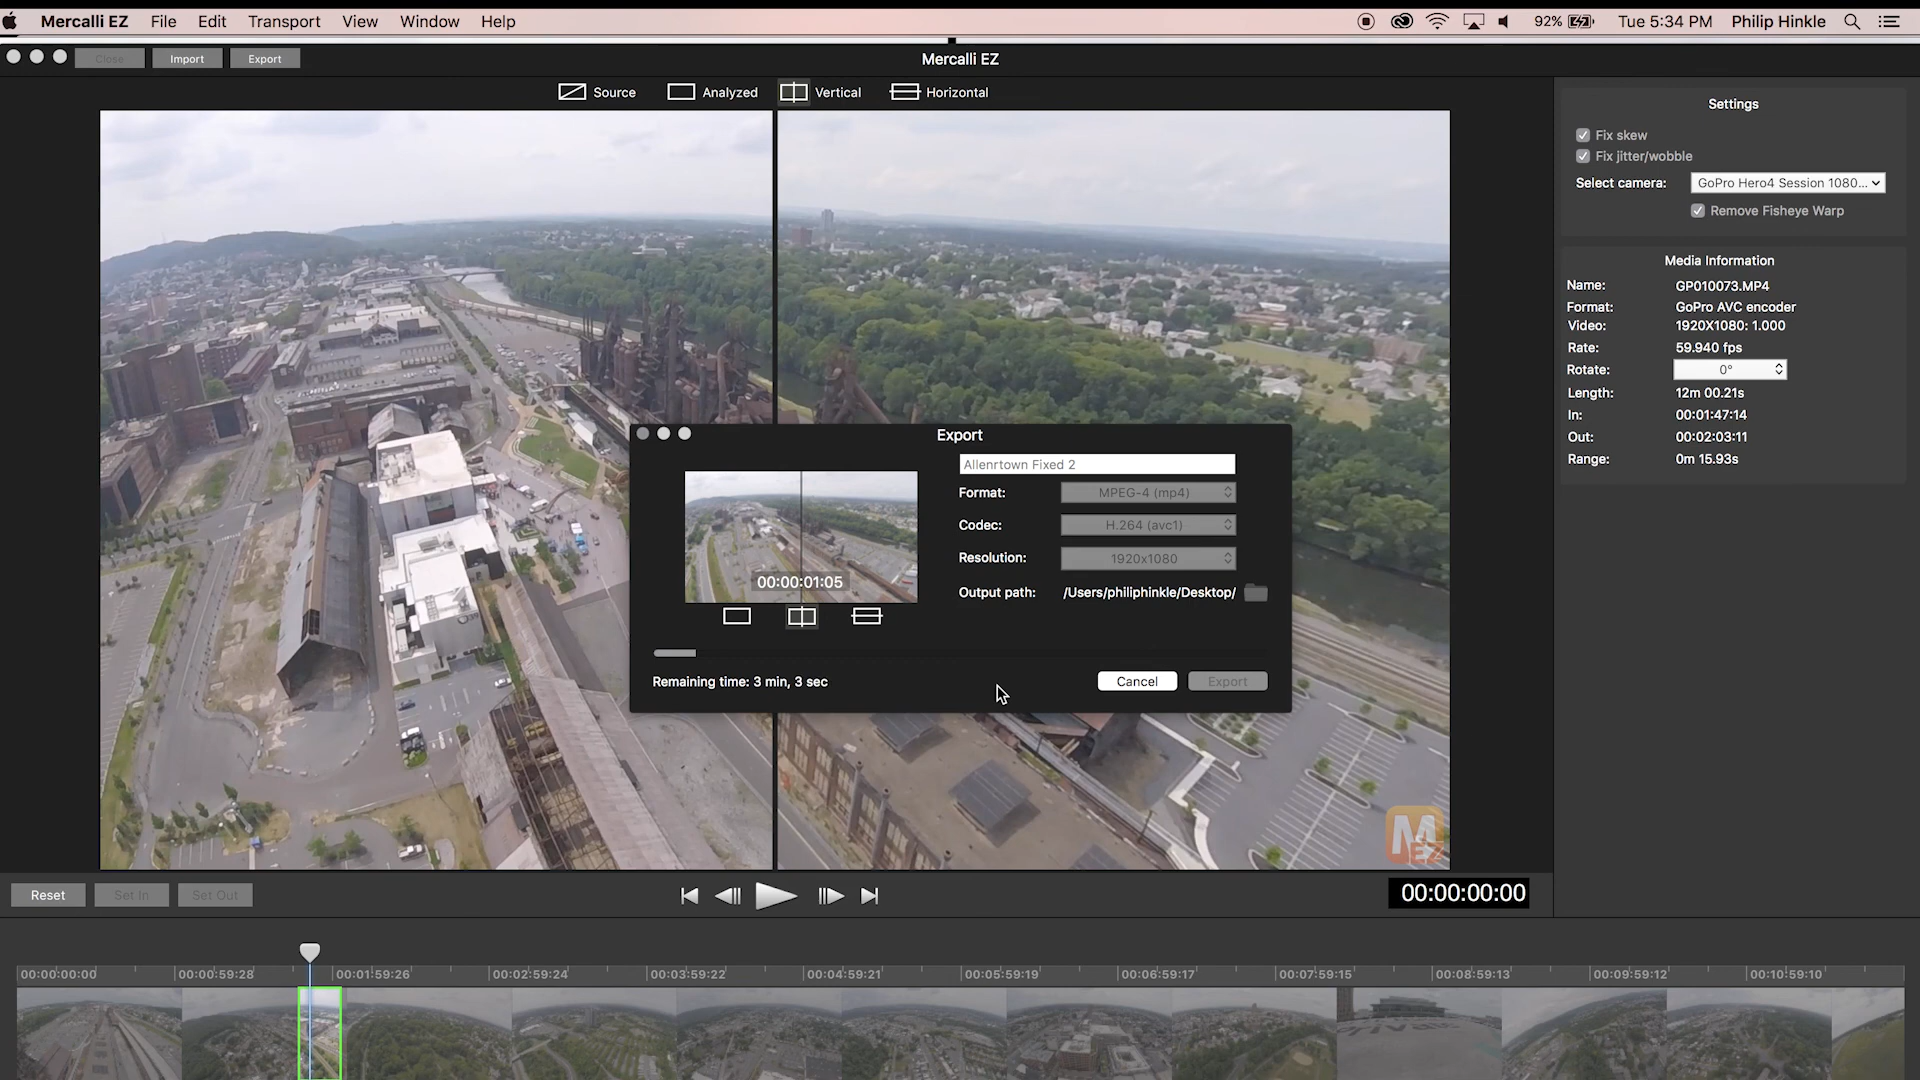 Mercalli EZ File Edit Transport View Window Help 92% Tue 5:34 PM Philip Hinkle
Close Import Export Mercalli EZ
Source Analyzed Vertical Horizontal
Settings
Fix skew
Fix jitter/wobble
Select camera: GoPro Hero4 Session 1080...
Remove Fisheye Warp
Media Information
Name: GP010073.MP4
Format: GoPro AVC encoder
Video: 1920X1080: 1.000
Rate: 59.940 fps
Rotate: 0°
Length: 12m 00.21s
In: 00:01:47:14
Out: 00:02:03:11
Range: 0m 15.93s
Export
Allenrtown Fixed 2
Format: MPEG-4 (mp4)
Codec: H.264 (avc1)
Resolution: 1920x1080
00:00:01:05
Output path: /Users/philiphinkle/Desktop/
Remaining time: 3 min, 3 sec
Cancel Export
M
EZ
Reset Set In Set Out 00:00:00:00
00:00:00:00 00:00:59:28 00:01:59:26 00:02:59:24 00:03:59:22 00:04:59:21 00:05:59:19 00:06:59:17 00:07:59:15 00:08:59:13 00:09:59:12 00:10:59:10